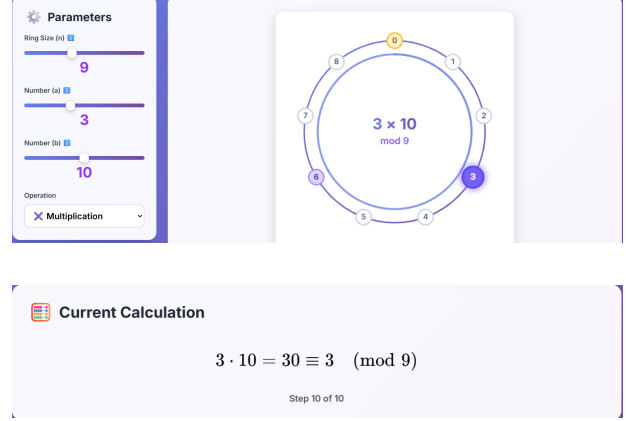 Parameters
Ring Size (n) i
9
Number (a) i
3
Number (b) i
10
Operation
Multiplication
0
8
1
7
2
3 × 10
mod 9
6
3
5
4
Current Calculation
3 · 10 = 30 ≡ 3 (mod 9)
Step 10 of 10